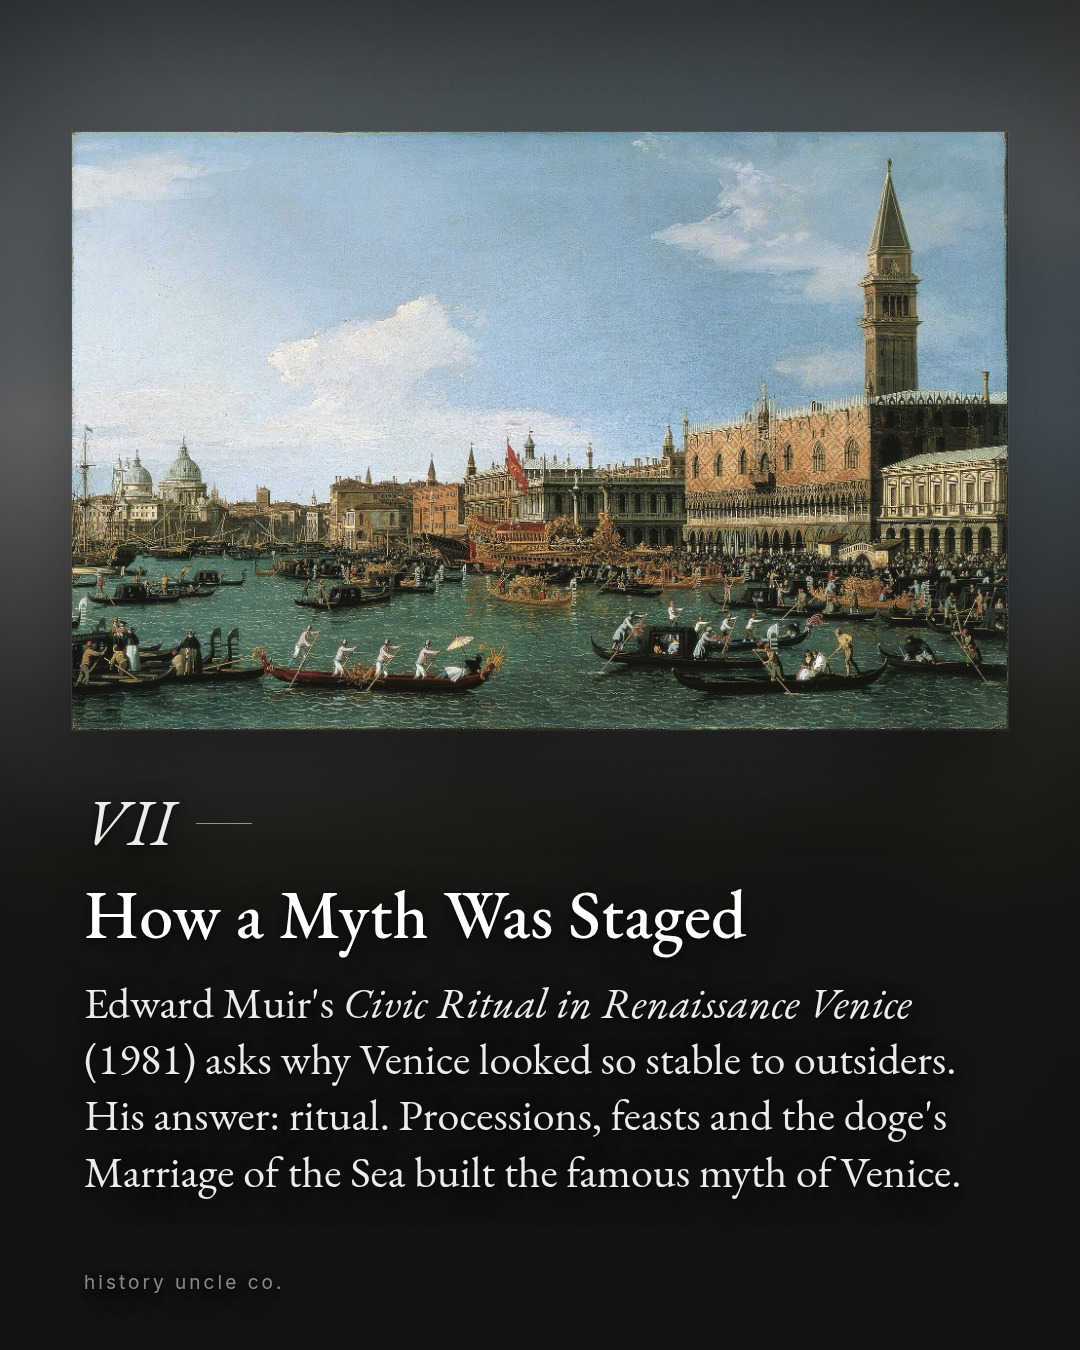 VII
How a Myth Was Staged
Edward Muir's Civic Ritual in Renaissance Venice
(1981) asks why Venice looked so stable to outsiders.
His answer: ritual. Processions, feasts and the doge's
Marriage of the Sea built the famous myth of Venice.
history uncle co.